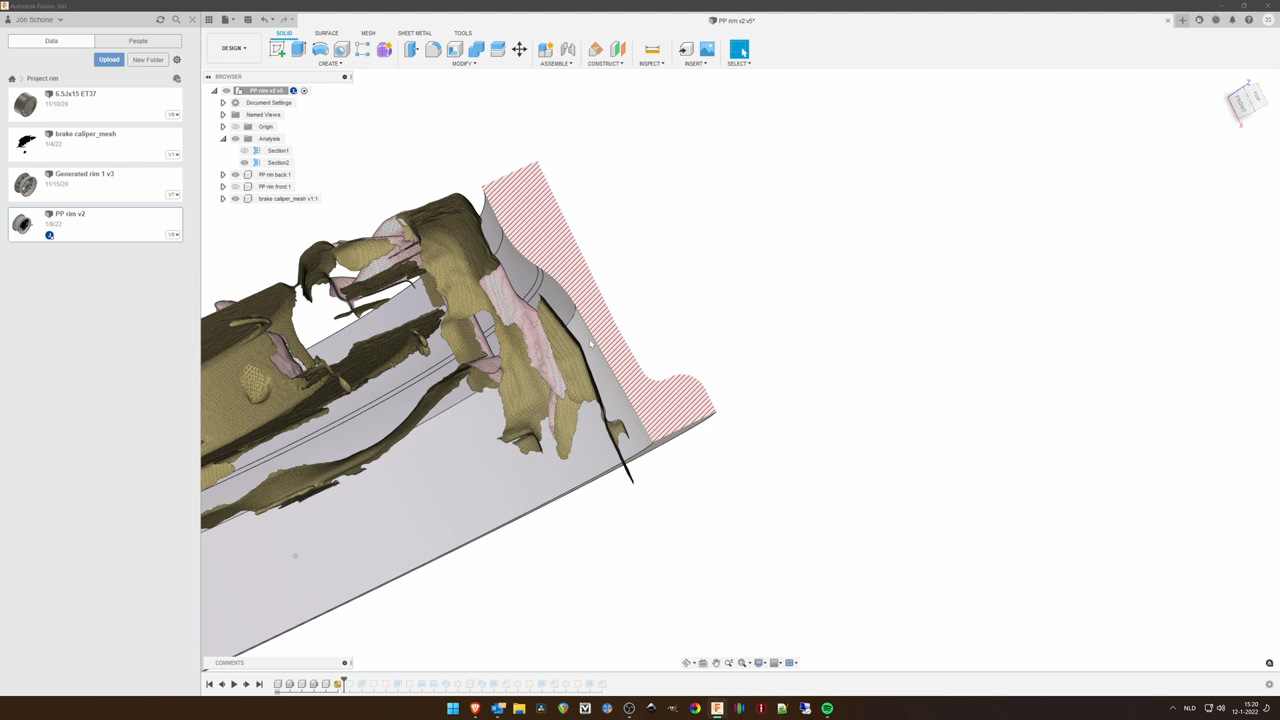 Autodesk Fusion 360
Jón Schone
PP rim v2 v5*
JS
Data
People
Upload
New Folder
Project rim
6.5Jx15 ET37
11/10/20
brake caliper_mesh
1/4/22
V1
Generated rim 1 v3
11/15/20
V7
PP rim v2
1/8/22
SOLID
SURFACE
MESH
SHEET METAL
TOOLS
DESIGN
CREATE
MODIFY
ASSEMBLE
CONSTRUCT
INSPECT
INSERT
SELECT
BROWSER
PP rim v2 v5
Document Settings
Named Views
Origin
Analysis
Section1
Section2
PP rim back:1
PP rim front:1
brake caliper_mesh v1:1
Z
X
COMMENTS
NLD
15:20
12-1-2022